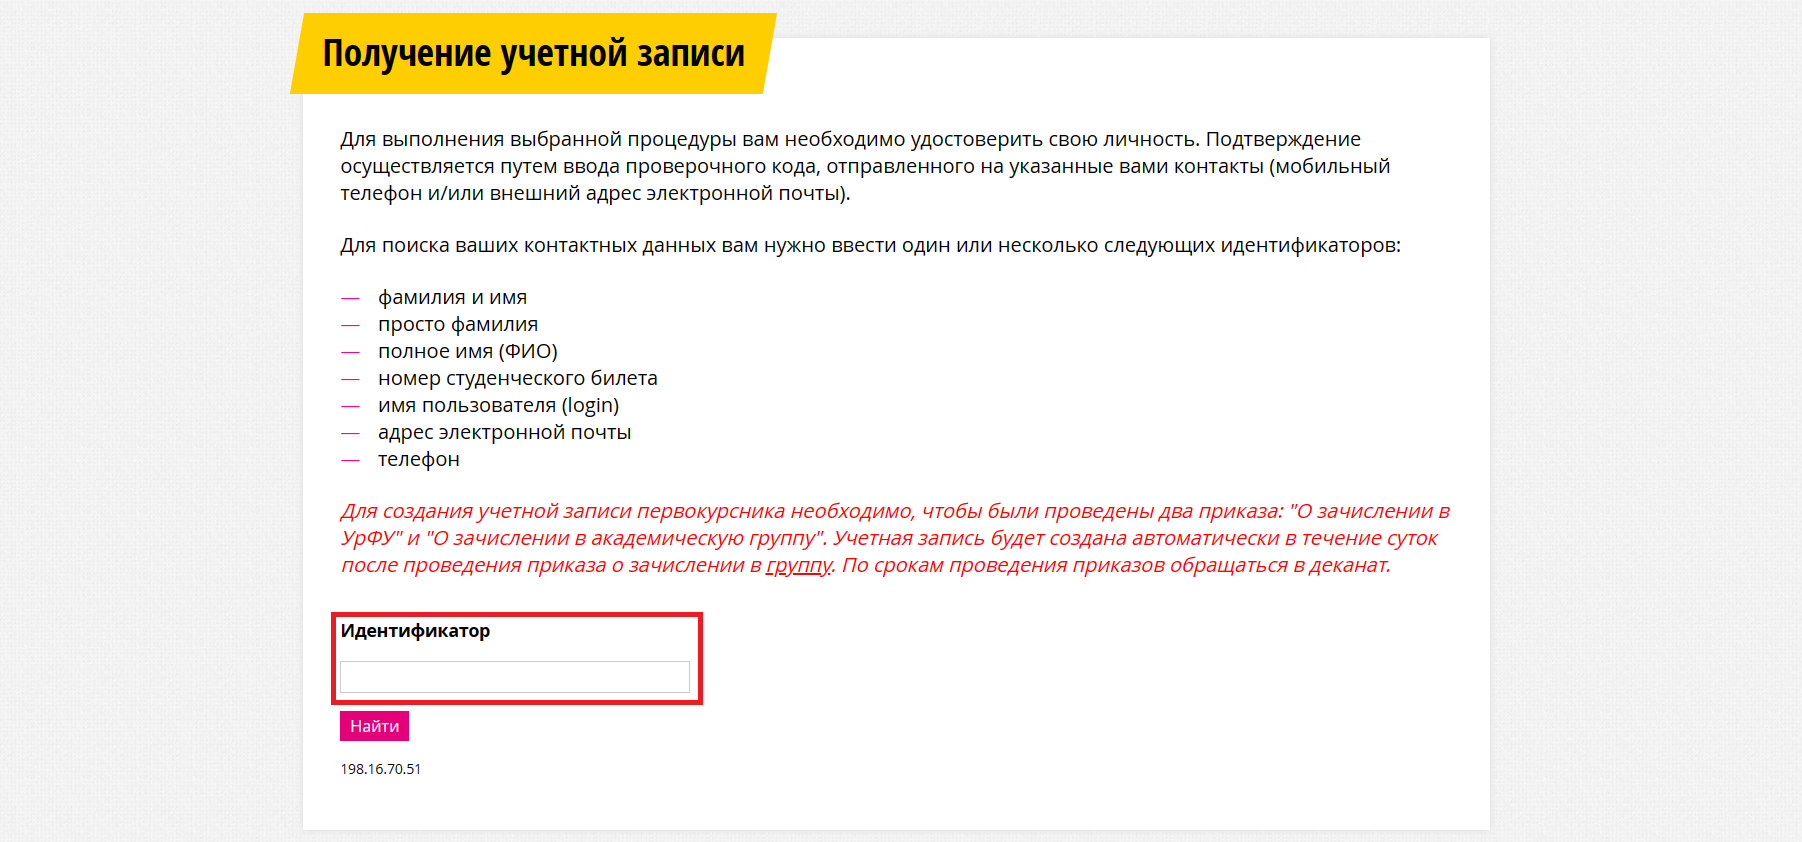 Получение учетной записи
Для выполнения выбранной процедуры вам необходимо удостоверить свою личность. Подтверждение
осуществляется путем ввода проверочного кода, отправленного на указанные вами контакты (мобильный
телефон и/или внешний адрес электронной почты).
Для поиска ваших контактных данных вам нужно ввести один или несколько следующих идентификаторов:
— фамилия и имя
— просто фамилия
— полное имя (ФИО)
— номер студенческого билета
— имя пользователя (login)
— адрес электронной почты
— телефон
Для создания учетной записи первокурсника необходимо, чтобы были проведены два приказа: "О зачислении в
УрФУ" и "О зачислении в академическую группу". Учетная запись будет создана автоматически в течение суток
после проведения приказа о зачислении в группу. По срокам проведения приказов обращаться в деканат.
Идентификатор
Найти
198.16.70.51